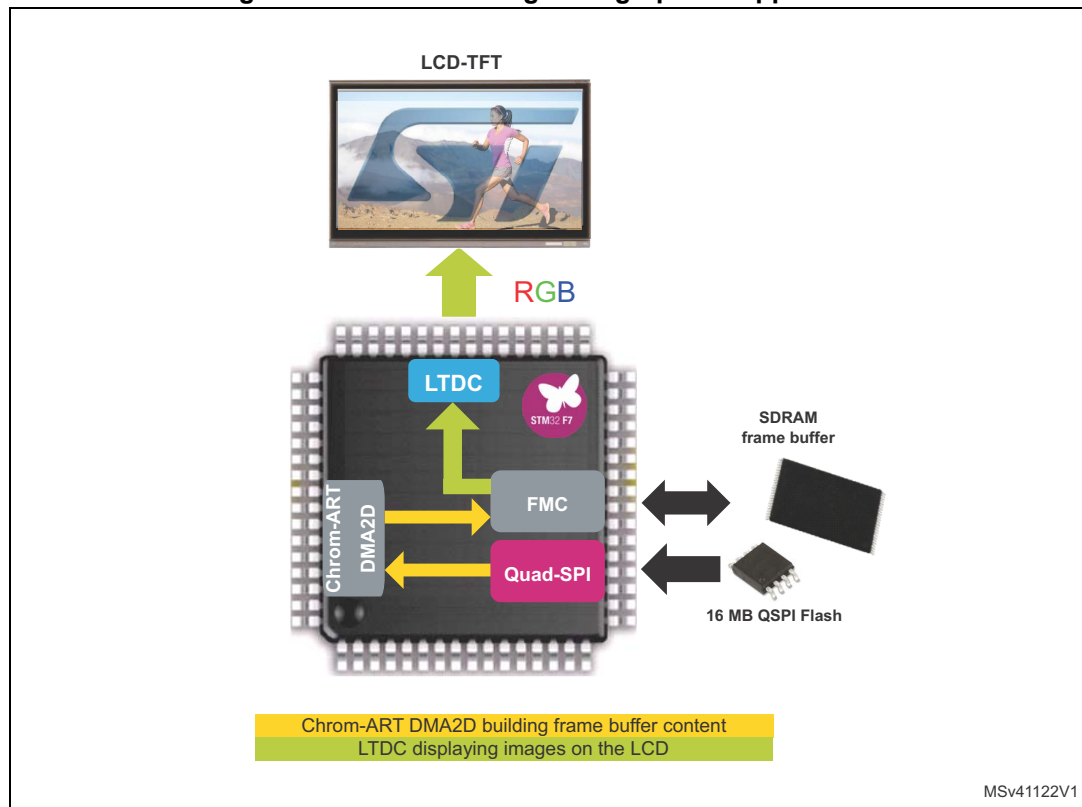 LCD-TFT
RGB
LTDC
STM32 F7
SDRAM
frame buffer
FMC
Chrom-ART
DMA2D
Quad-SPI
16 MB QSPI Flash
Chrom-ART DMA2D building frame buffer content
LTDC displaying images on the LCD
MSv41122V1